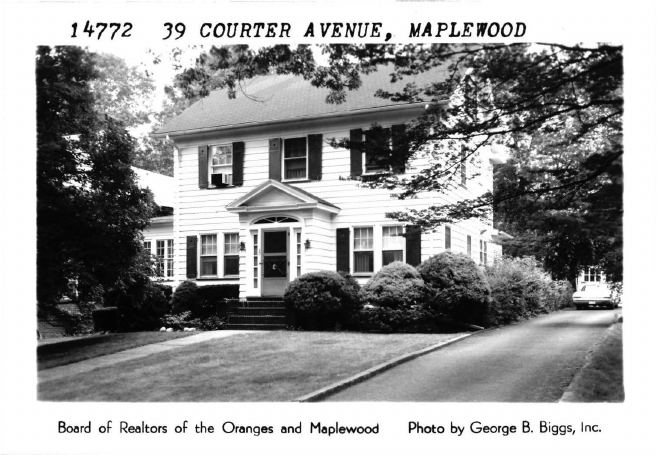 14772 39 COURTER AVENUE, MAPLEWOOD
Board of Realtors of the Oranges and Maplewood Photo by George B. Biggs, Inc.